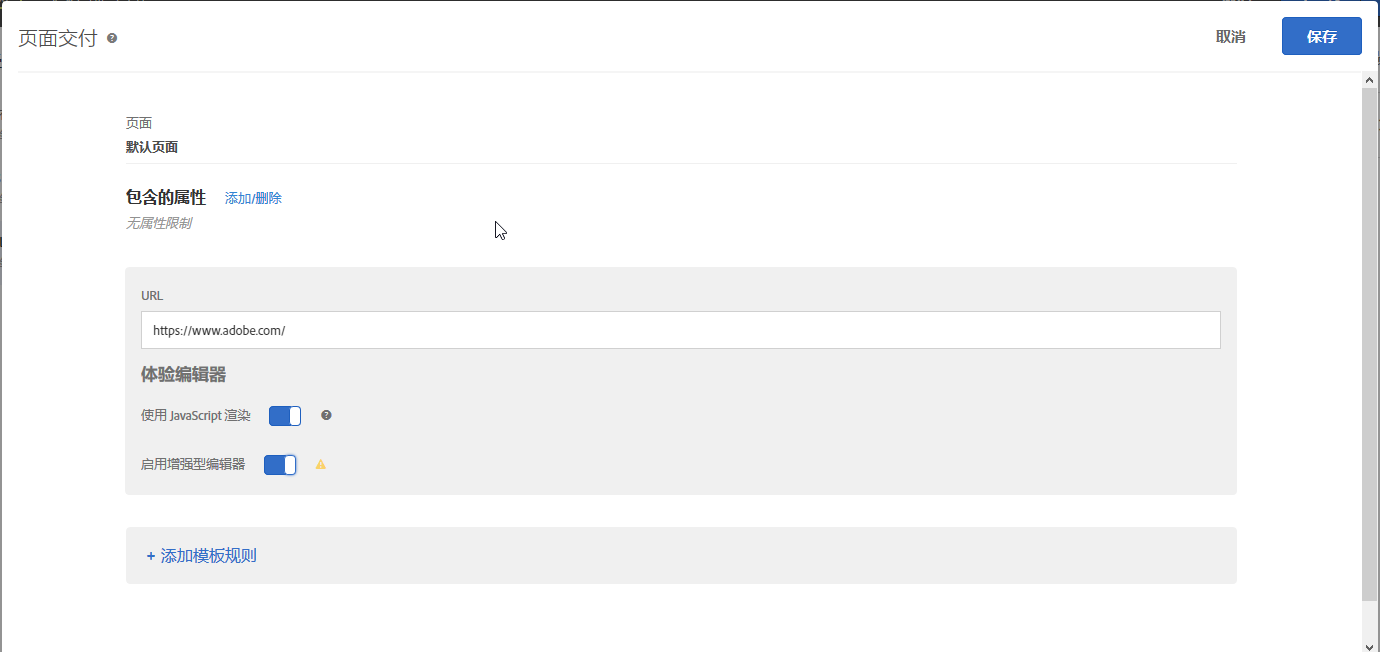 页面交付
取消
保存
页面
默认页面
包含的属性 添加/删除
无属性限制
URL
https://www.adobe.com/
体验编辑器
使用 JavaScript 渲染
启用增强型编辑器
+ 添加模板规则